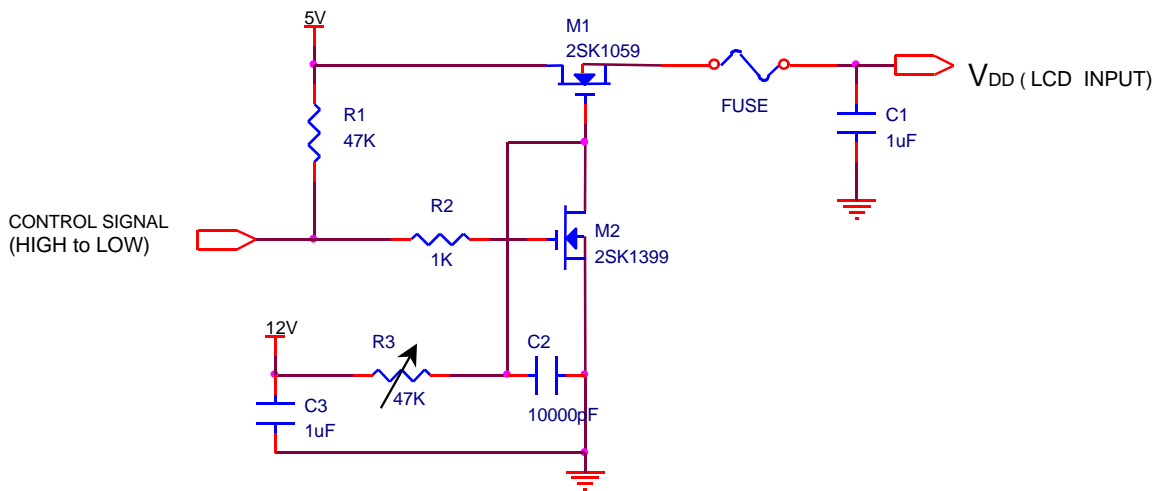 5V
M1
2SK1059
FUSE
VDD ( LCD INPUT)
R1
47K
C1
1uF
CONTROL SIGNAL
(HIGH to LOW)
R2
1K
M2
2SK1399
12V
R3
47K
C2
10000pF
C3
1uF